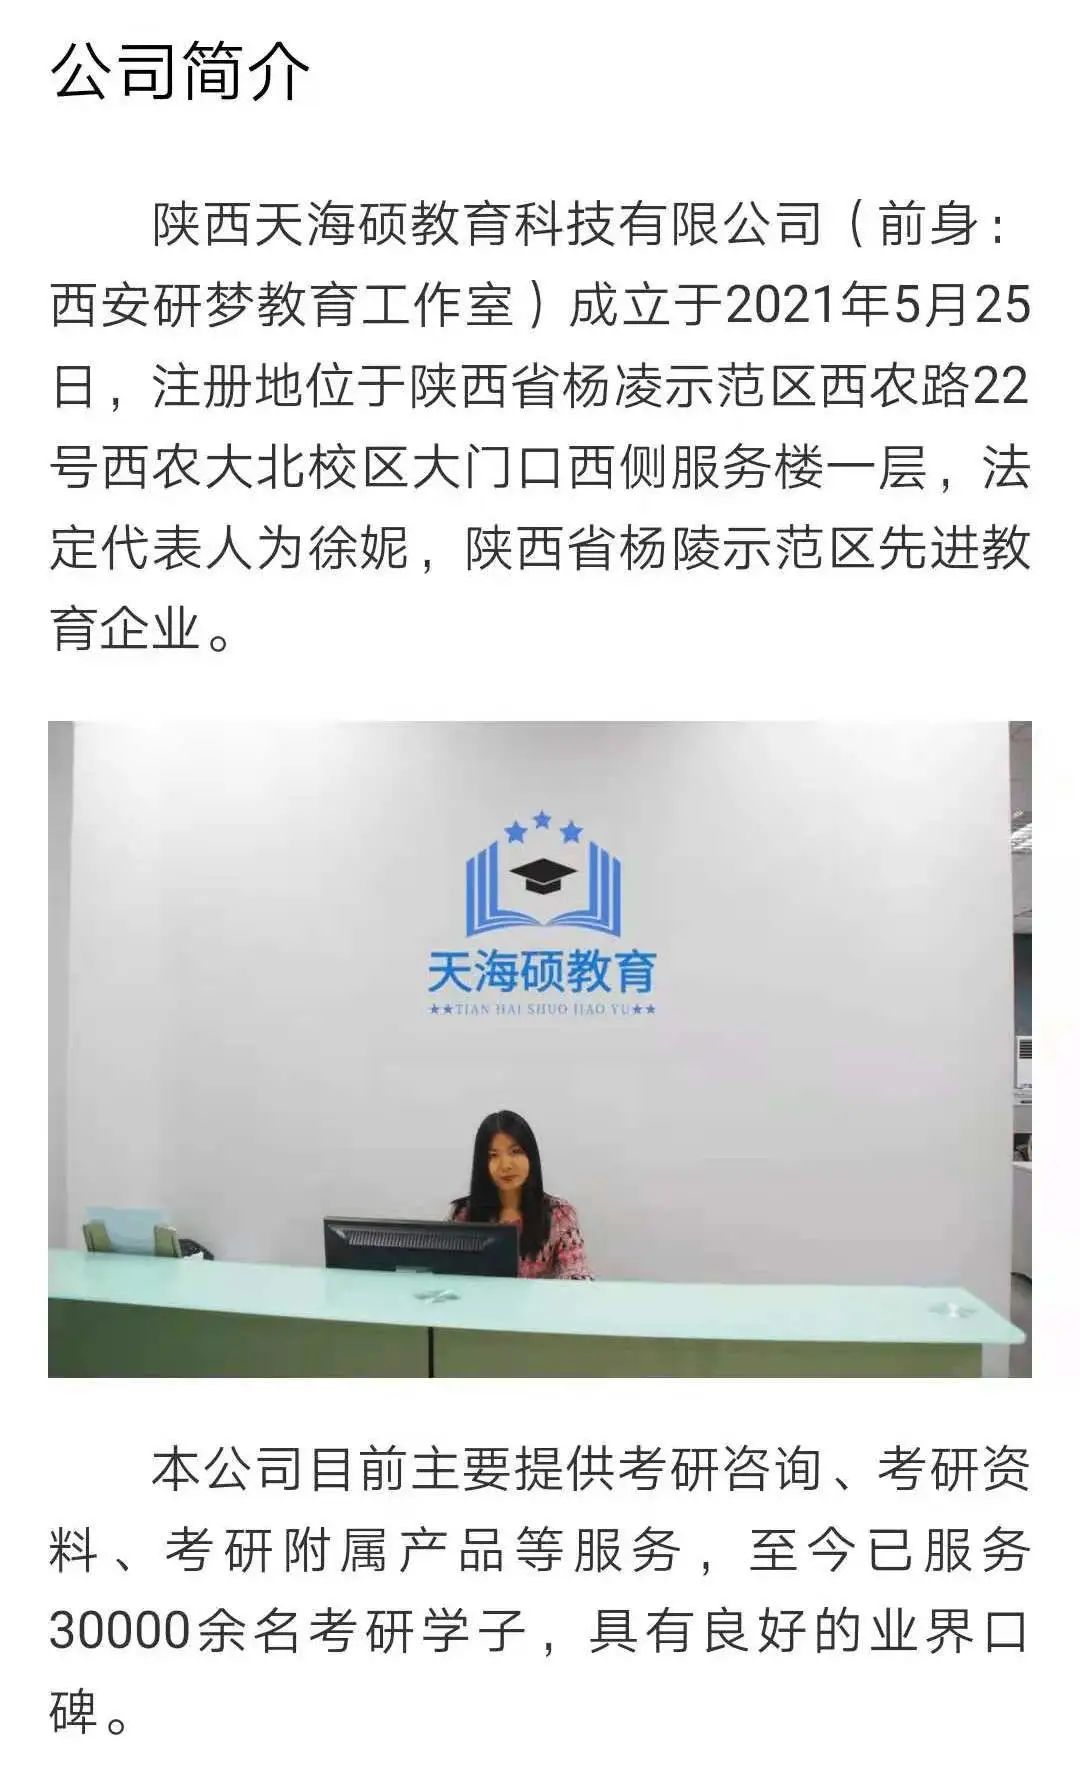 公司简介
陕西天海硕教育科技有限公司（前身：
西安研梦教育工作室）成立于2021年5月25
日，注册地位于陕西省杨凌示范区西农路22
号西农大北校区大门口西侧服务楼一层，法
定代表人为徐妮，陕西省杨陵示范区先进教
育企业。
天海硕教育
★★TIAN HAI SHUO JIAO YU★★
本公司目前主要提供考研咨询、考研资
料、考研附属产品等服务，至今已服务
30000余名考研学子，具有良好的业界口
碑。